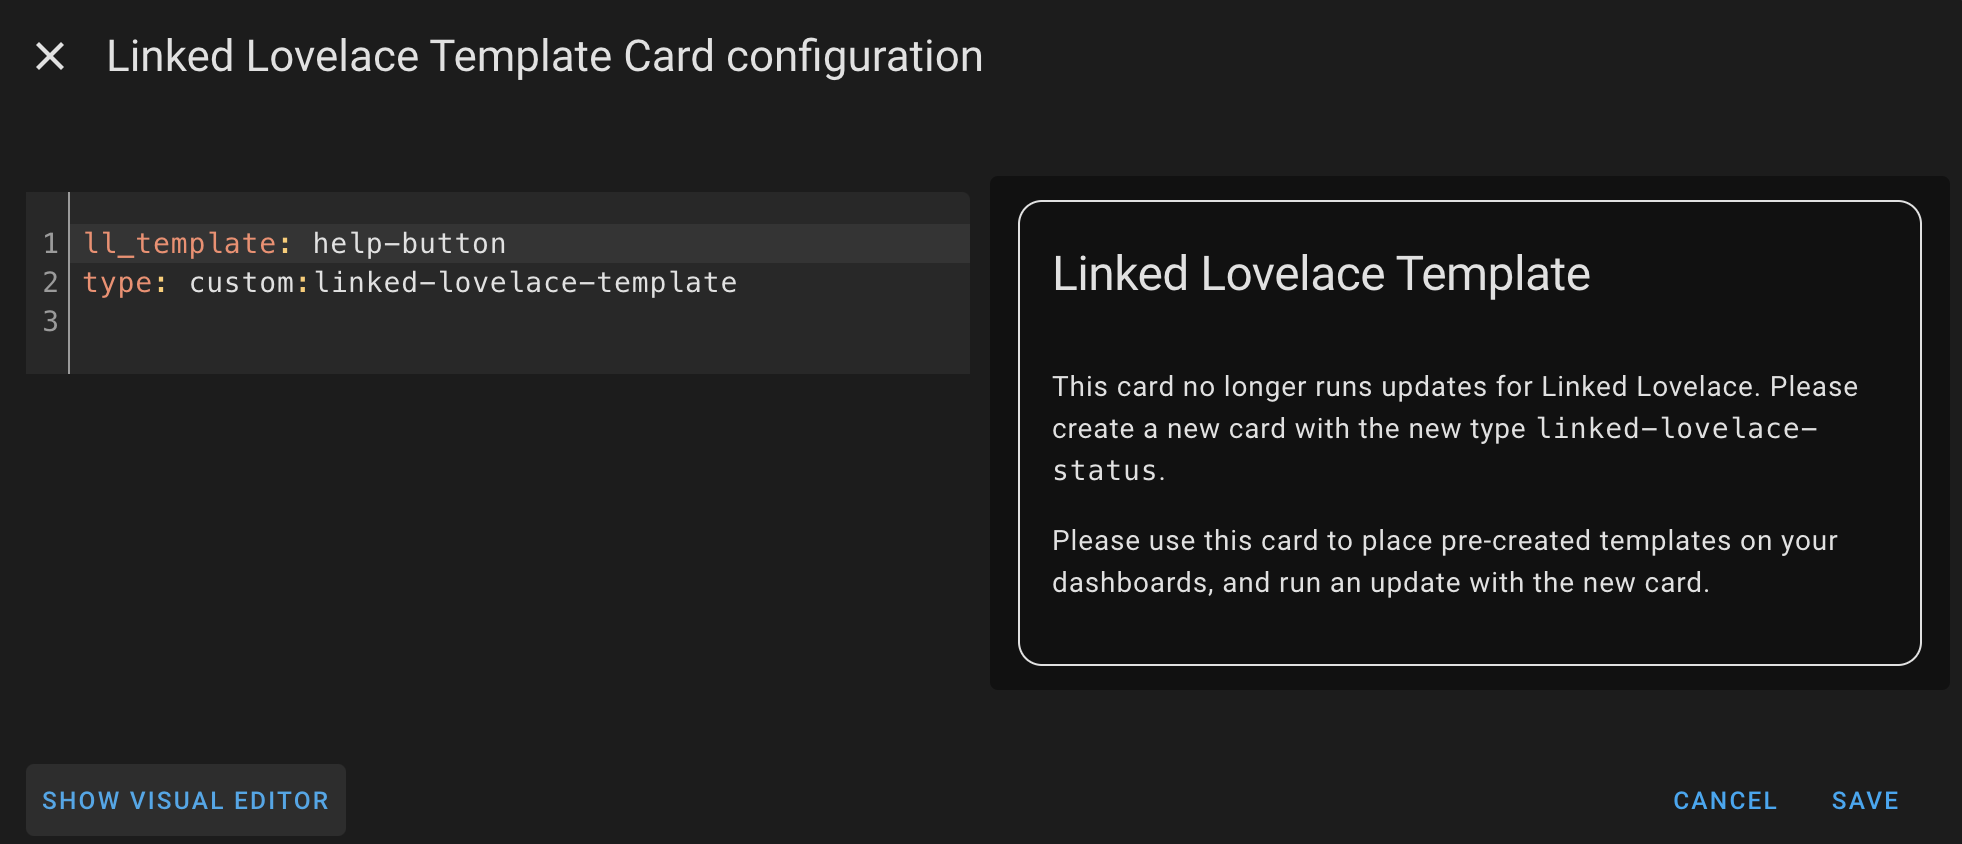 Linked Lovelace Template Card configuration
1 ll_template: help-button
2 type: custom:linked-lovelace-template
3
Linked Lovelace Template
This card no longer runs updates for Linked Lovelace. Please
create a new card with the new type linked-lovelace-
status.
Please use this card to place pre-created templates on your
dashboards, and run an update with the new card.
SHOW VISUAL EDITOR
CANCEL
SAVE